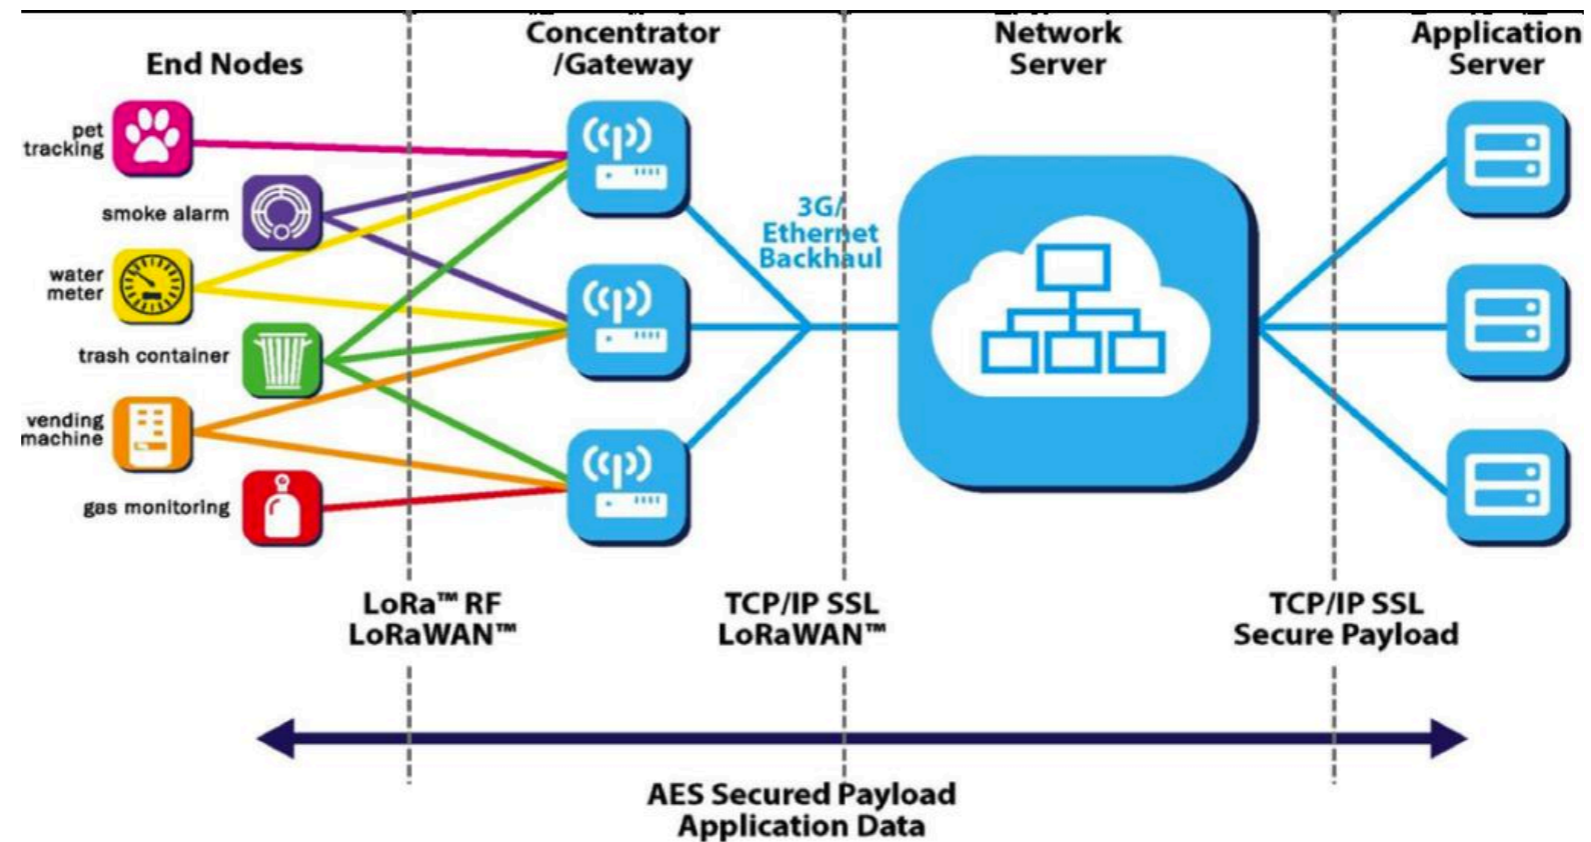 End Nodes
Concentrator
/Gateway
Network
Server
Application
Server
pet
tracking
smoke alarm
water
meter
trash container
vending
machine
gas monitoring
3G/
Ethernet
Backhaul
LoRa™ RF
LoRaWAN™
TCP/IP SSL
LoRaWAN™
TCP/IP SSL
Secure Payload
AES Secured Payload
Application Data